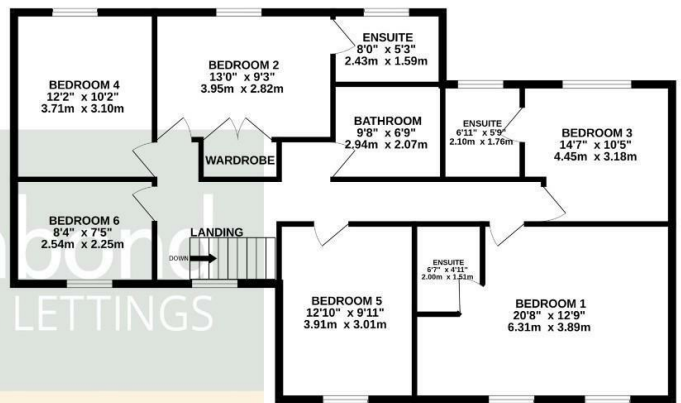 BEDROOM 4
12'2" x 10'2"
3.71m x 3.10m
BEDROOM 2
13'0" x 9'3"
3.95m x 2.82m
ENSUITE
8'0" x 5'3"
2.43m x 1.59m
WARDROBE
BATHROOM
9'8" x 6'9"
2.94m x 2.07m
ENSUITE
6'11" x 5'9"
2.10m x 1.76m
BEDROOM 3
14'7" x 10'5"
4.45m x 3.18m
BEDROOM 6
8'4" x 7'5"
2.54m x 2.25m
LANDING
DOWN
BEDROOM 5
12'10" x 9'11"
3.91m x 3.01m
ENSUITE
6'7" x 4'11"
2.00m x 1.51m
BEDROOM 1
20'8" x 12'9"
6.31m x 3.89m
bond
LETTINGS